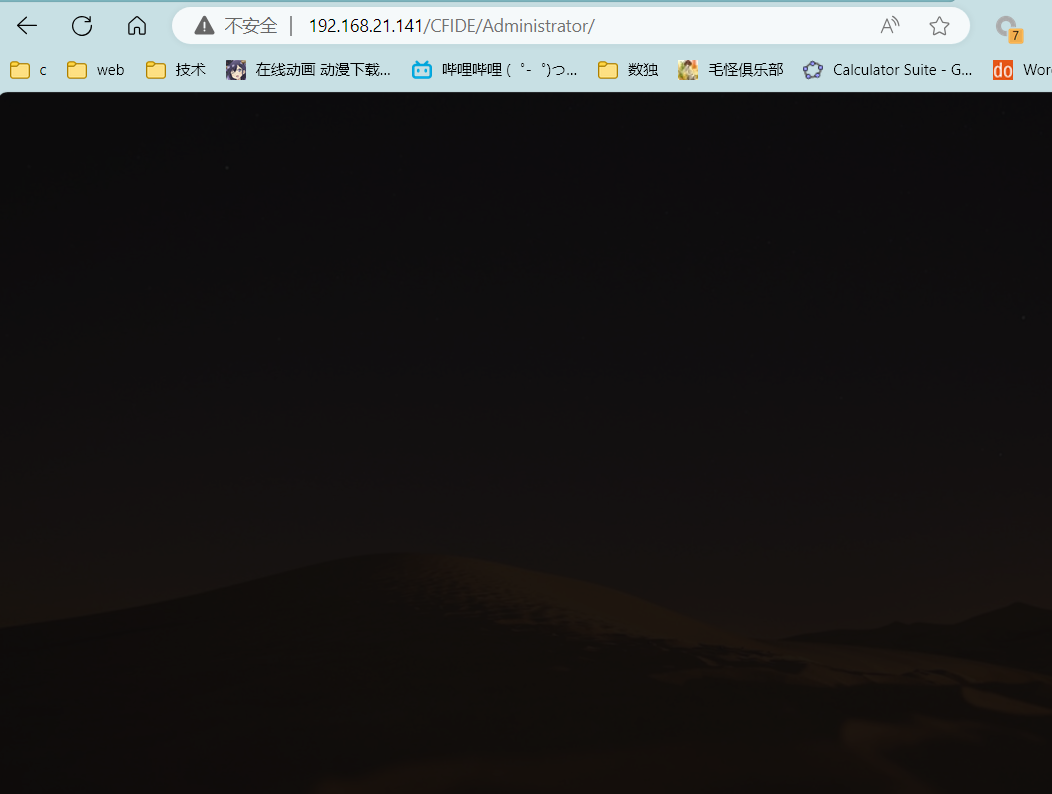 不安全 | 192.168.21.141/CFIDE/Administrator/ A 7
c web 技术 在线动画 动漫下载... 哔哩哔哩 ( ゜- ゜)つ... 数独 毛怪俱乐部 Calculator Suite - G... do Wor